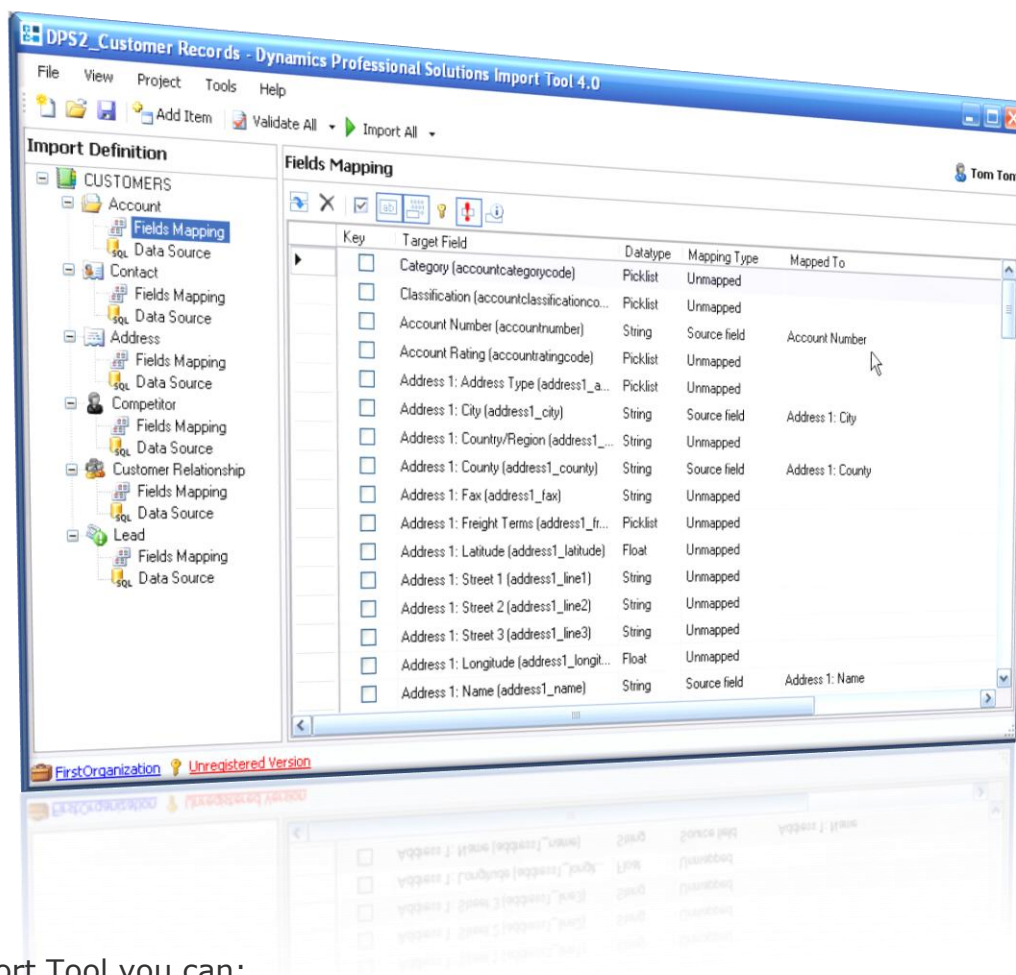 DPS2_Customer Records - Dynamics Professional Solutions Import Tool 4.0
File View Project Tools Help
Add Item Validate All Import All
Import Definition
CUSTOMERS
Account
Fields Mapping
SQL Data Source
Contact
Fields Mapping
SQL Data Source
Address
Fields Mapping
SQL Data Source
Competitor
Fields Mapping
SQL Data Source
Customer Relationship
Fields Mapping
SQL Data Source
Lead
Fields Mapping
SQL Data Source
Fields Mapping
Tom Tom
Key Target Field Datatype Mapping Type Mapped To
Category (accountcategorycode) Picklist Unmapped
Classification (accountclassificationco... Picklist Unmapped
Account Number (accountnumber) String Source field Account Number
Account Rating (accountratingcode) Picklist Unmapped
Address 1: Address Type (address1_a... Picklist Unmapped
Address 1: City (address1_city) String Source field Address 1: City
Address 1: Country/Region (address1_... String Unmapped
Address 1: County (address1_county) String Source field Address 1: County
Address 1: Fax (address1_fax) String Unmapped
Address 1: Freight Terms (address1_fr... Picklist Unmapped
Address 1: Latitude (address1_latitude) Float Unmapped
Address 1: Street 1 (address1_line1) String Unmapped
Address 1: Street 2 (address1_line2) String Unmapped
Address 1: Street 3 (address1_line3) String Unmapped
Address 1: Longitude (address1_longit... Float Unmapped
Address 1: Name (address1_name) String Source field Address 1: Name
FirstOrganization Unregistered Version
Tool you can: